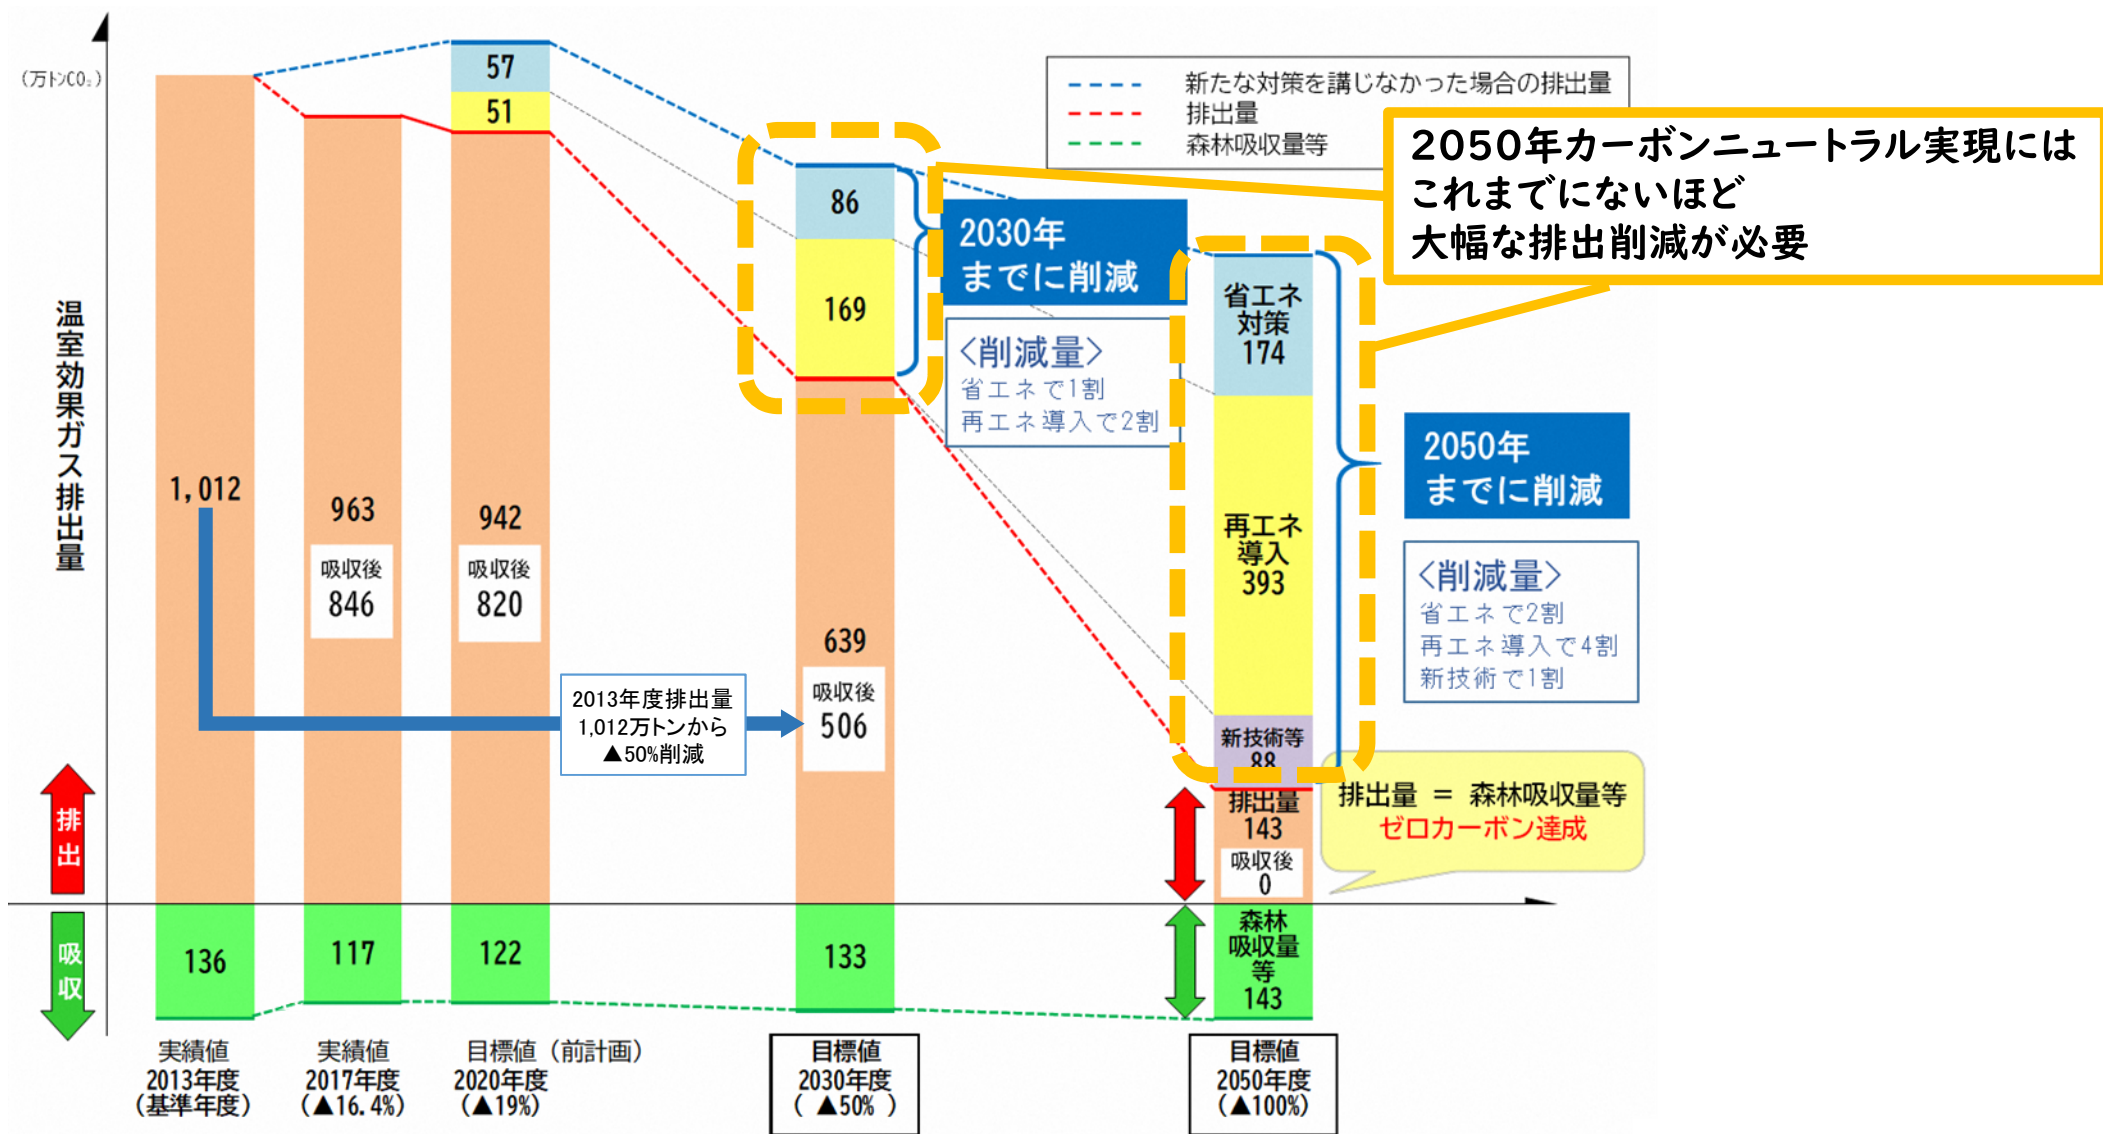 (万トンCO₂)
温室効果ガス排出量
排出
吸収
57
51
1,012
963
吸収後
846
942
吸収後
820
86
169
639
吸収後
506
2013年度排出量
1,012万トンから
▲50%削減
新たな対策を講じなかった場合の排出量
排出量
森林吸収量等
2050年カーボンニュートラル実現には
これまでにないほど
大幅な排出削減が必要
2030年
までに削減
<削減量>
省エネで1割
再エネ導入で2割
省エネ
対策
174
再エネ
導入
393
新技術等
88
排出量
143
吸収後
0
2050年
までに削減
<削減量>
省エネで2割
再エネ導入で4割
新技術で1割
排出量 = 森林吸収量等
ゼロカーボン達成
136
117
122
133
森林
吸収量
等
143
実績値
2013年度
(基準年度)
実績値
2017年度
(▲16.4%)
目標値(前計画)
2020年度
(▲19%)
目標値
2030年度
( ▲50% )
目標値
2050年度
(▲100%)